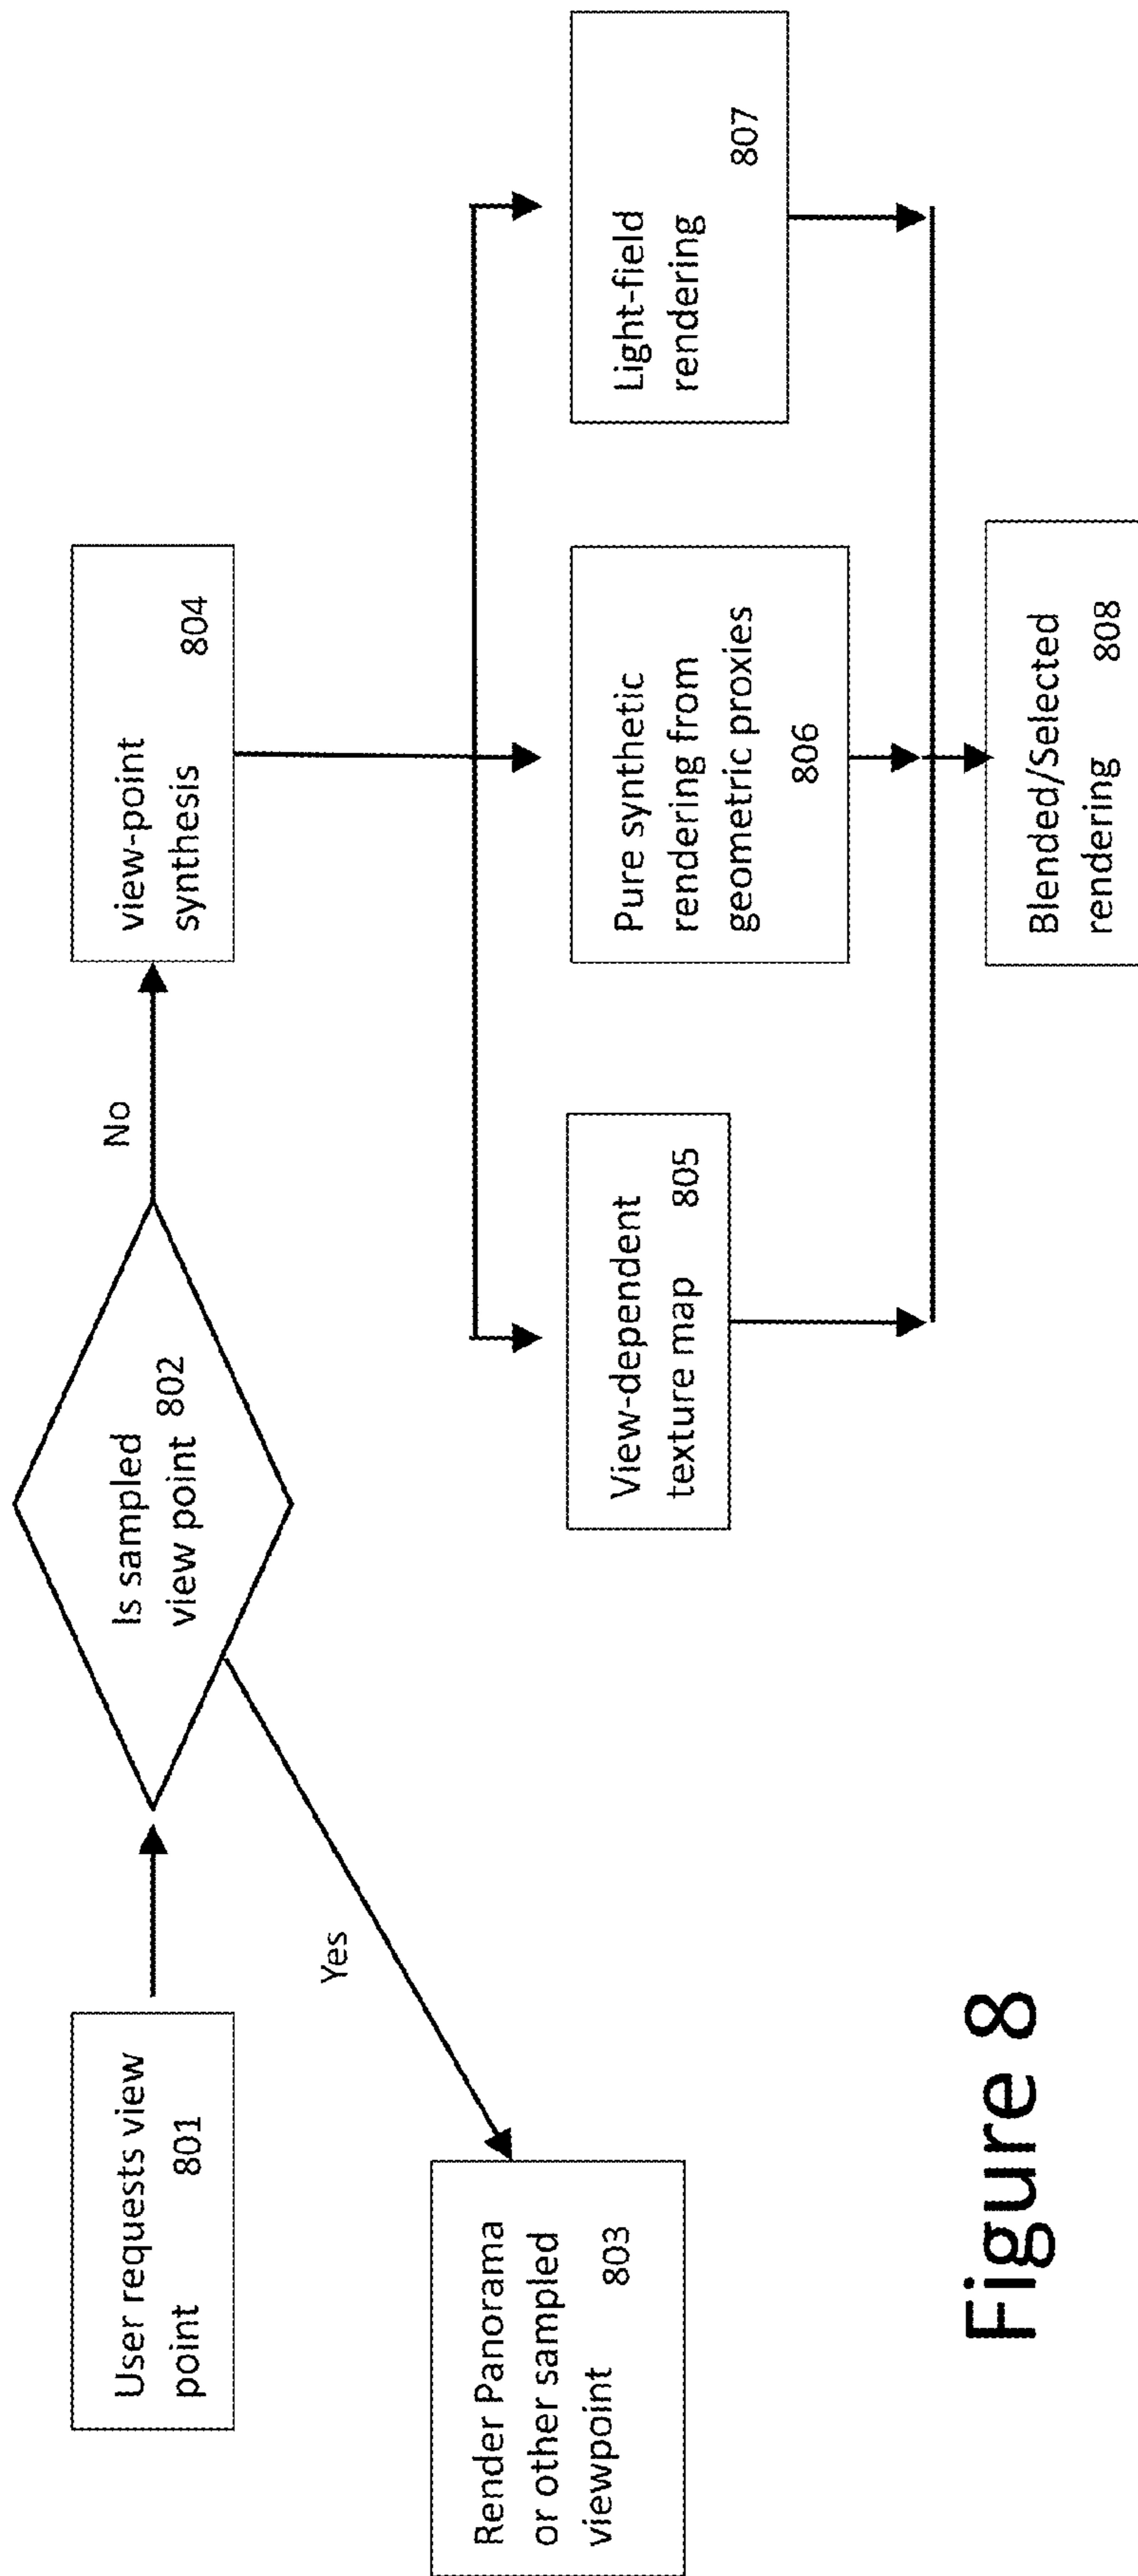 User requests view
point 801
Is sampled
view point 802
No
Yes
view-point
synthesis 804
Render Panorama
or other sampled
viewpoint 803
View-dependent
texture map 805
Pure synthetic
rendering from
geometric proxies
806
Light-field
rendering 807
Blended/Selected
rendering 808
Figure 8